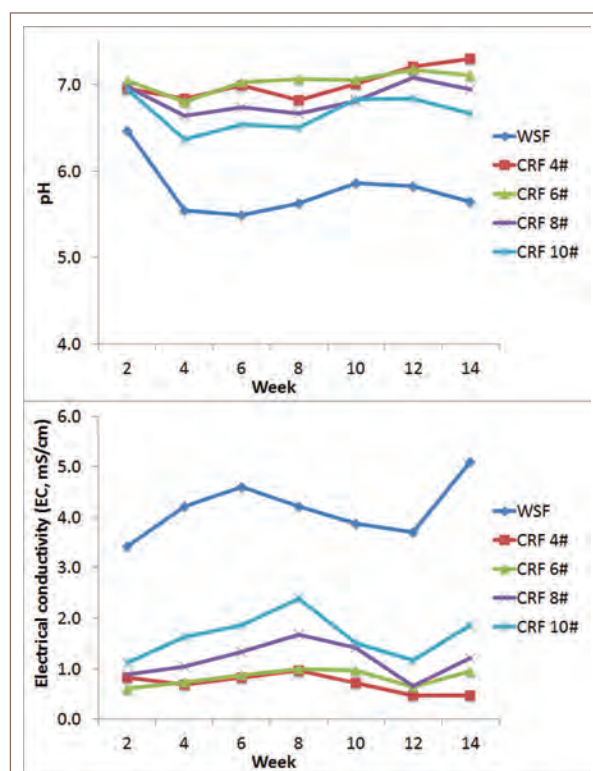 7.0
6.0
5.0
4.0
pH
2 4 6 8 10 12 14
Week
WSF
CRF 4#
CRF 6#
CRF 8#
CRF 10#
6.0
5.0
4.0
3.0
2.0
1.0
0.0
Electrical conductivity (EC, mS/cm)
2 4 6 8 10 12 14
Week
WSF
CRF 4#
CRF 6#
CRF 8#
CRF 10#